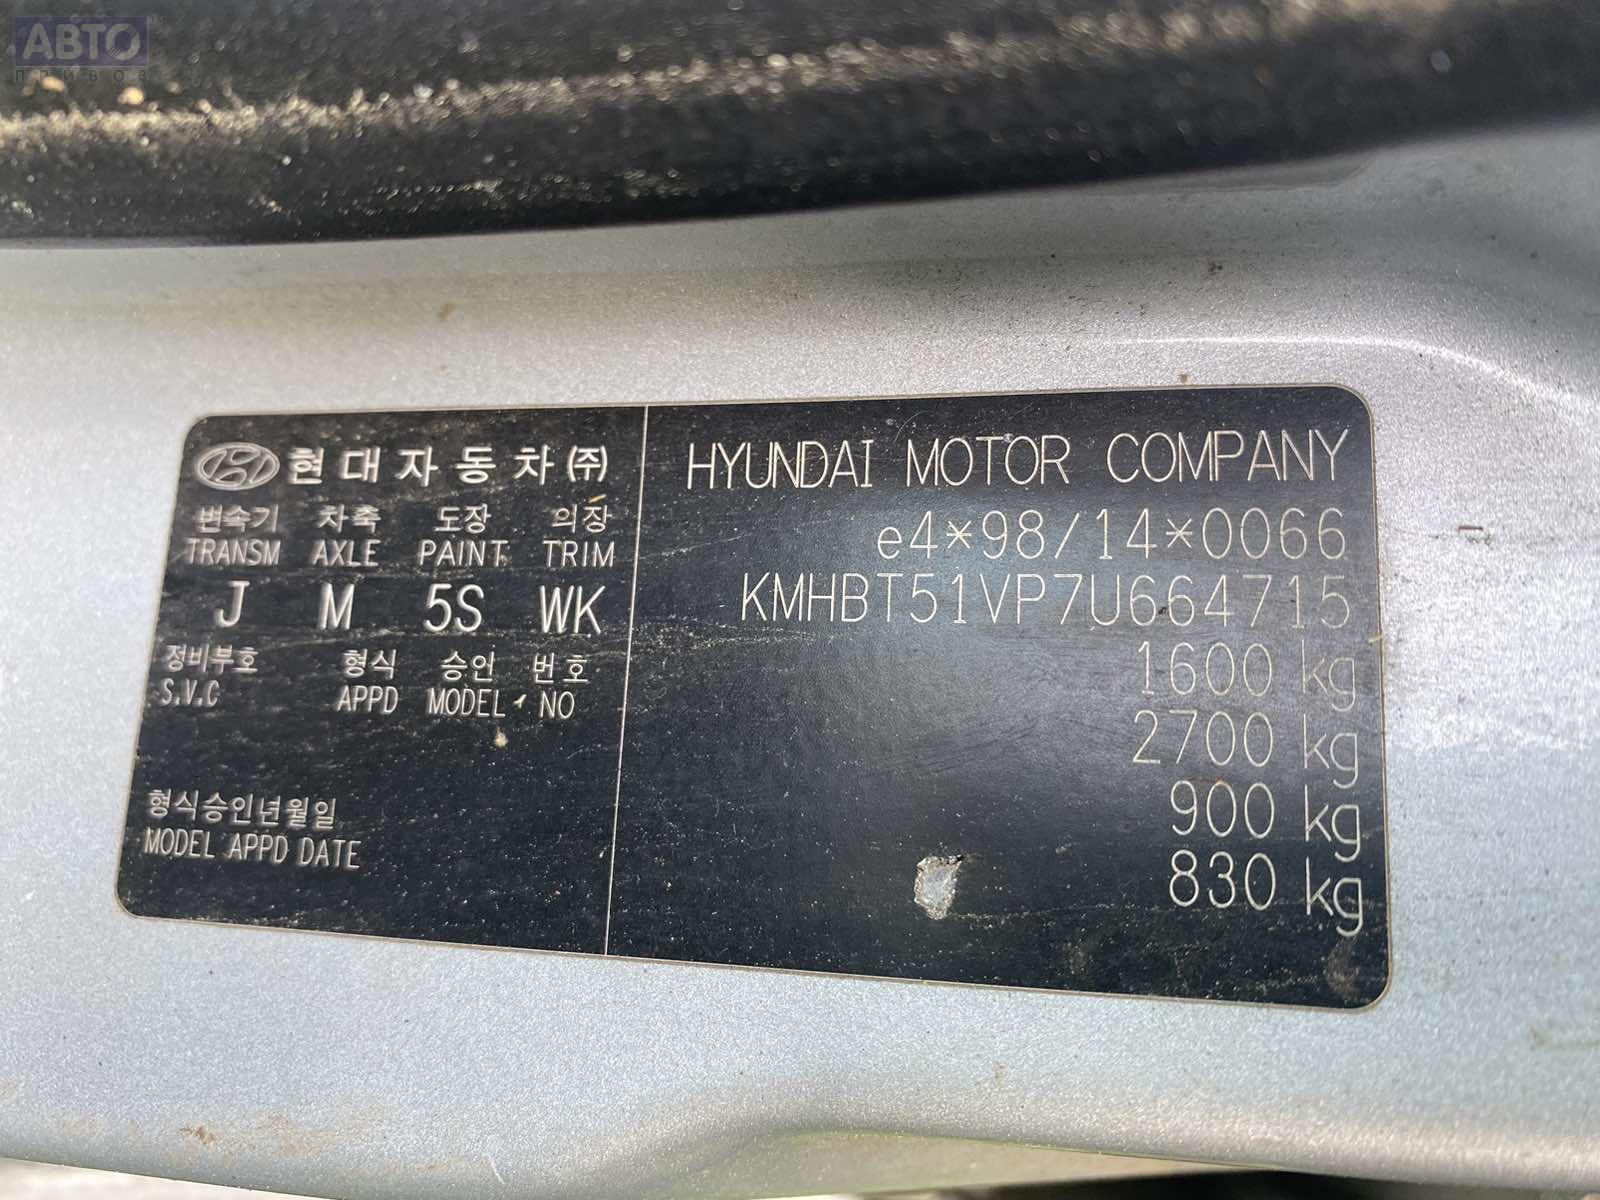 АВТО
ПРИВОЗ
현대자동차㈜
변속기 차축 도장 의장
TRANSM AXLE PAINT TRIM
J M 5S WK
정비부호 형식 승인 번호
S.V.C APPD MODEL NO
형식승인년월일
MODEL APPD DATE
HYUNDAI MOTOR COMPANY
e4*98/14*0066
KMHBT51VP7U664715
1600 kg
2700 kg
900 kg
830 kg